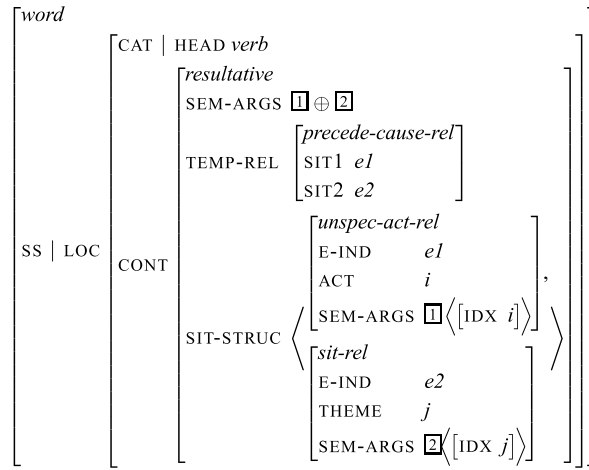 word
CAT | HEAD verb
resultative
SEM-ARGS 1 ⊕ 2
precede-cause-rel
TEMP-REL SIT1 e1
SIT2 e2
unspec-act-rel
E-IND e1
SS | LOC CONT ACT i ,
SEM-ARGS 1 ⟨[IDX i]⟩
SIT-STRUC ⟨ ⟩
sit-rel
E-IND e2
THEME j
SEM-ARGS 2 ⟨[IDX j]⟩